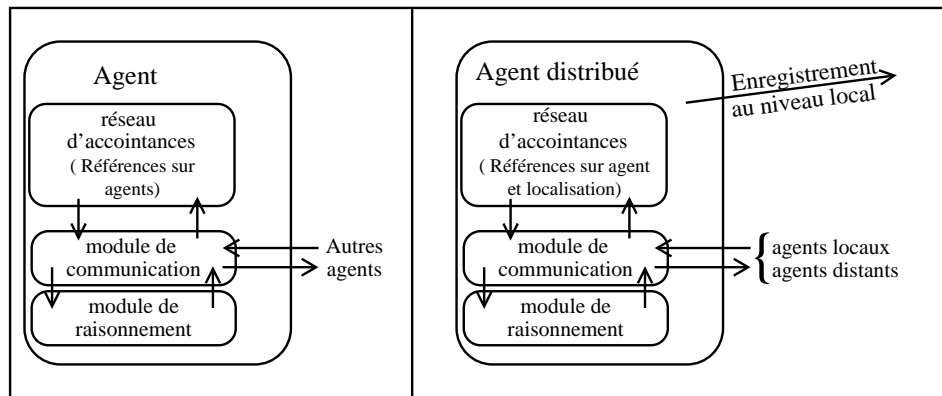 Agent
réseau
d'accointances
( Références sur
agents)
module de
communication
module de
raisonnement
Autres
agents
Agent distribué
Enregistrement
au niveau local
réseau
d'accointances
( Références sur agent
et localisation)
module de
communication
module de
raisonnement
{ agents locaux
agents distants